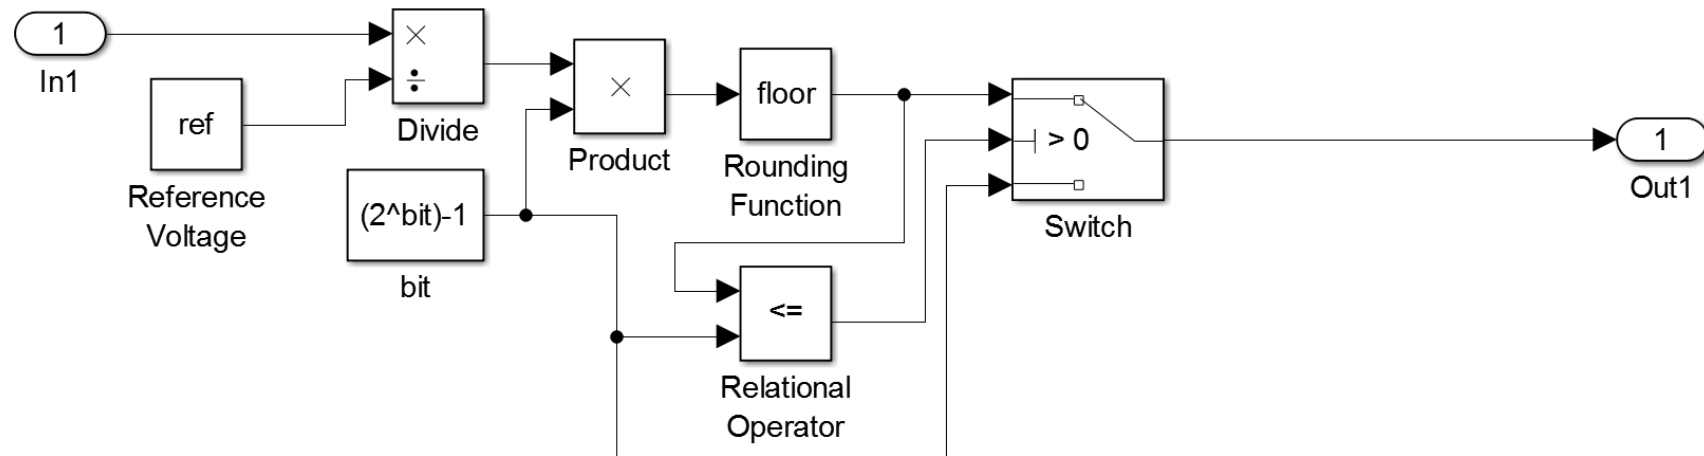 1
In1
ref
Reference
Voltage
×
÷
Divide
(2^bit)-1
bit
×
Product
floor
Rounding
Function
<=
Relational
Operator
> 0
Switch
1
Out1